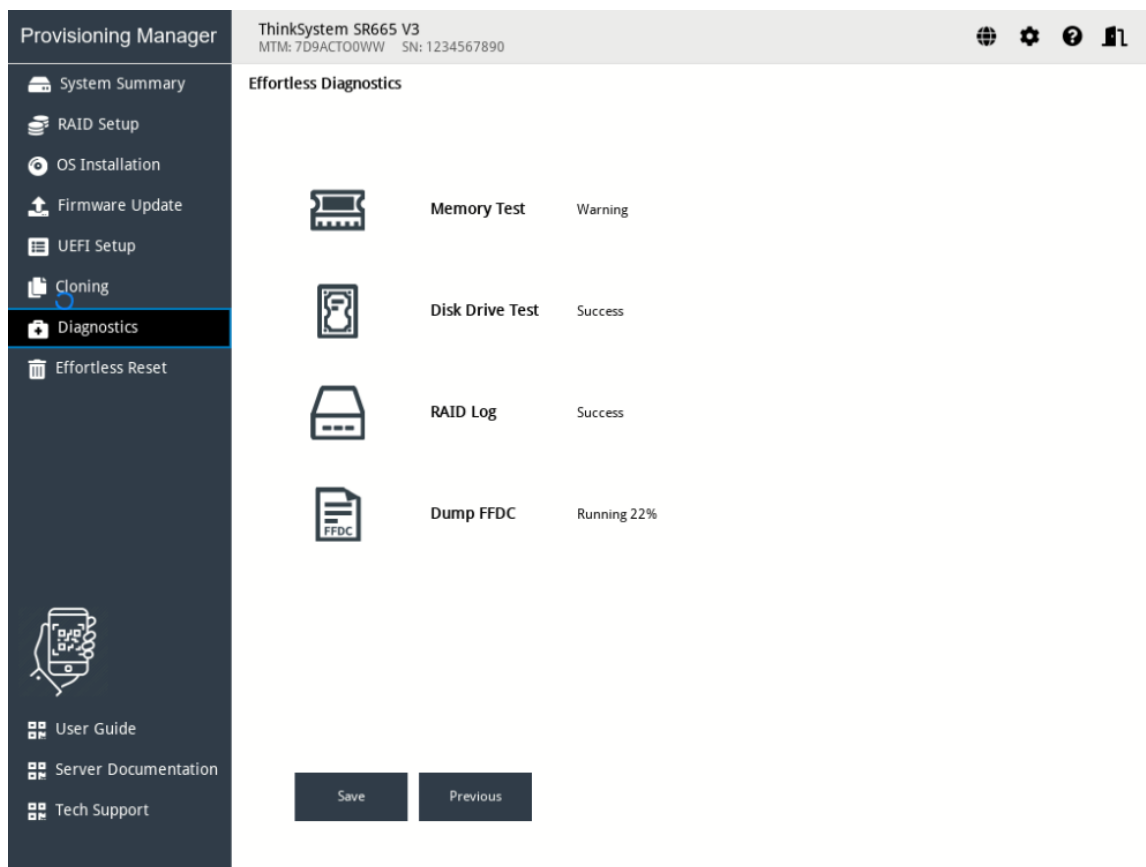 Provisioning Manager
ThinkSystem SR665 V3
MTM: 7D9ACTO0WW SN: 1234567890
System Summary
RAID Setup
OS Installation
Firmware Update
UEFI Setup
Cloning
Diagnostics
Effortless Reset
User Guide
Server Documentation
Tech Support
Effortless Diagnostics
Memory Test Warning
Disk Drive Test Success
RAID Log Success
FFDC
Dump FFDC Running 22%
Save Previous